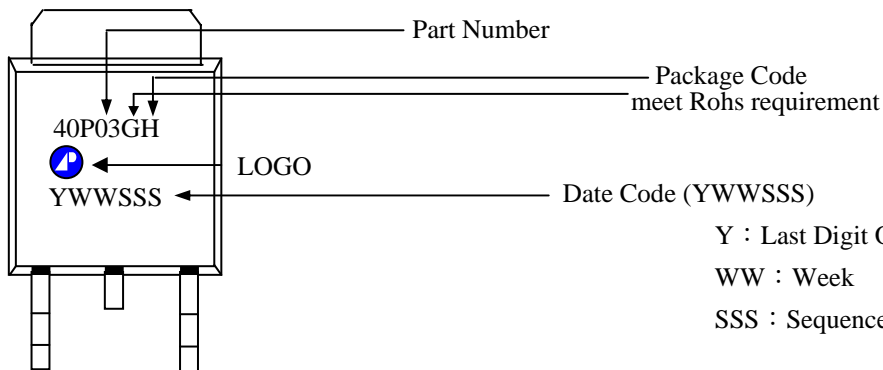 Part Number
Package Code
meet Rohs requirement
40P03GH
LOGO
YWWSSS
Date Code (YWWSSS)
Y：Last Digit
WW：Week
SSS：Sequence